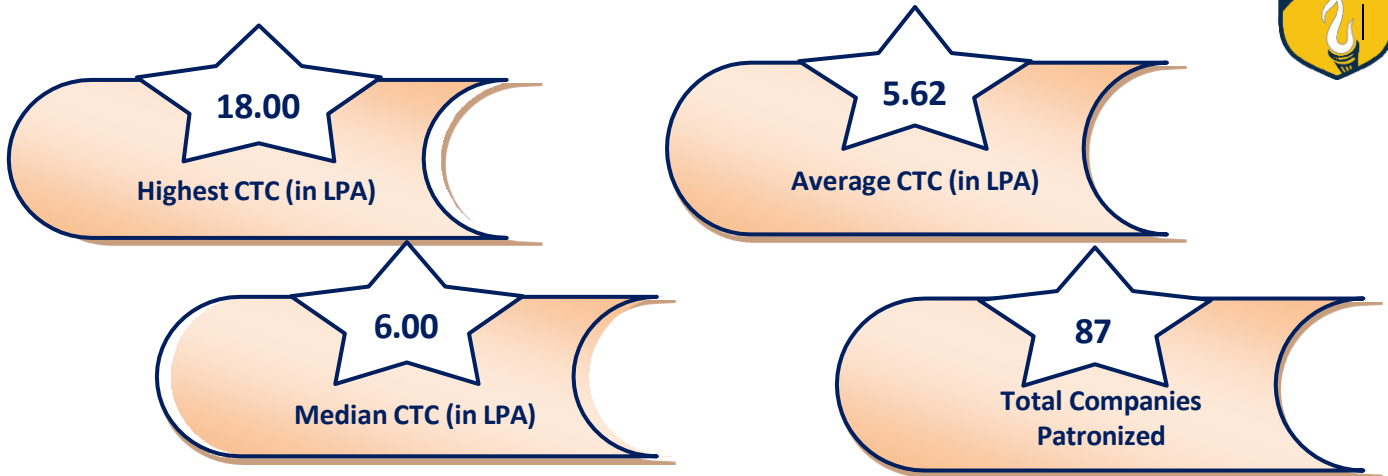 18.00
Highest CTC (in LPA)
5.62
Average CTC (in LPA)
6.00
Median CTC (in LPA)
87
Total Companies
Patronized